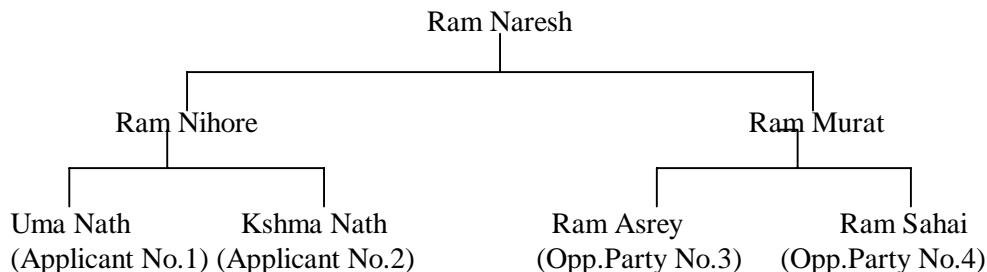 Ram Naresh
Ram Nihore Ram Murat
Uma Nath Kshma Nath Ram Asrey Ram Sahai
(Applicant No.1) (Applicant No.2) (Opp.Party No.3) (Opp.Party No.4)